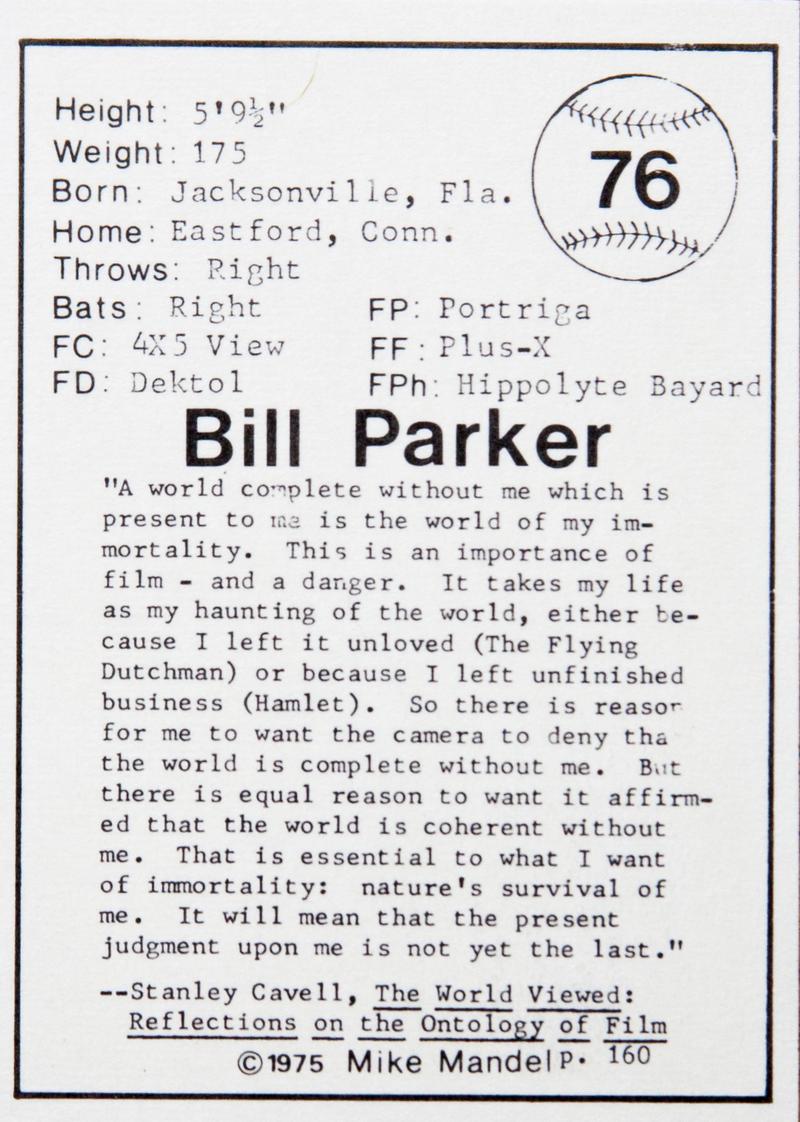 Height: 5'9½"
76
Weight: 175
Born: Jacksonville, Fla.
Home: Eastford, Conn.
Throws: Right
Bats: Right FP: Portriga
FC: 4X5 View FF: Plus-X
FD: Dektol FPh: Hippolyte Bayard
Bill Parker
"A world complete without me which is
present to me is the world of my im-
mortality. This is an importance of
film - and a danger. It takes my life
as my haunting of the world, either be-
cause I left it unloved (The Flying
Dutchman) or because I left unfinished
business (Hamlet). So there is reason
for me to want the camera to deny tha
the world is complete without me. But
there is equal reason to want it affirm-
ed that the world is coherent without
me. That is essential to what I want
of immortality: nature's survival of
me. It will mean that the present
judgment upon me is not yet the last."
--Stanley Cavell, The World Viewed:
Reflections on the Ontology of Film
©1975 Mike Mandel p. 160